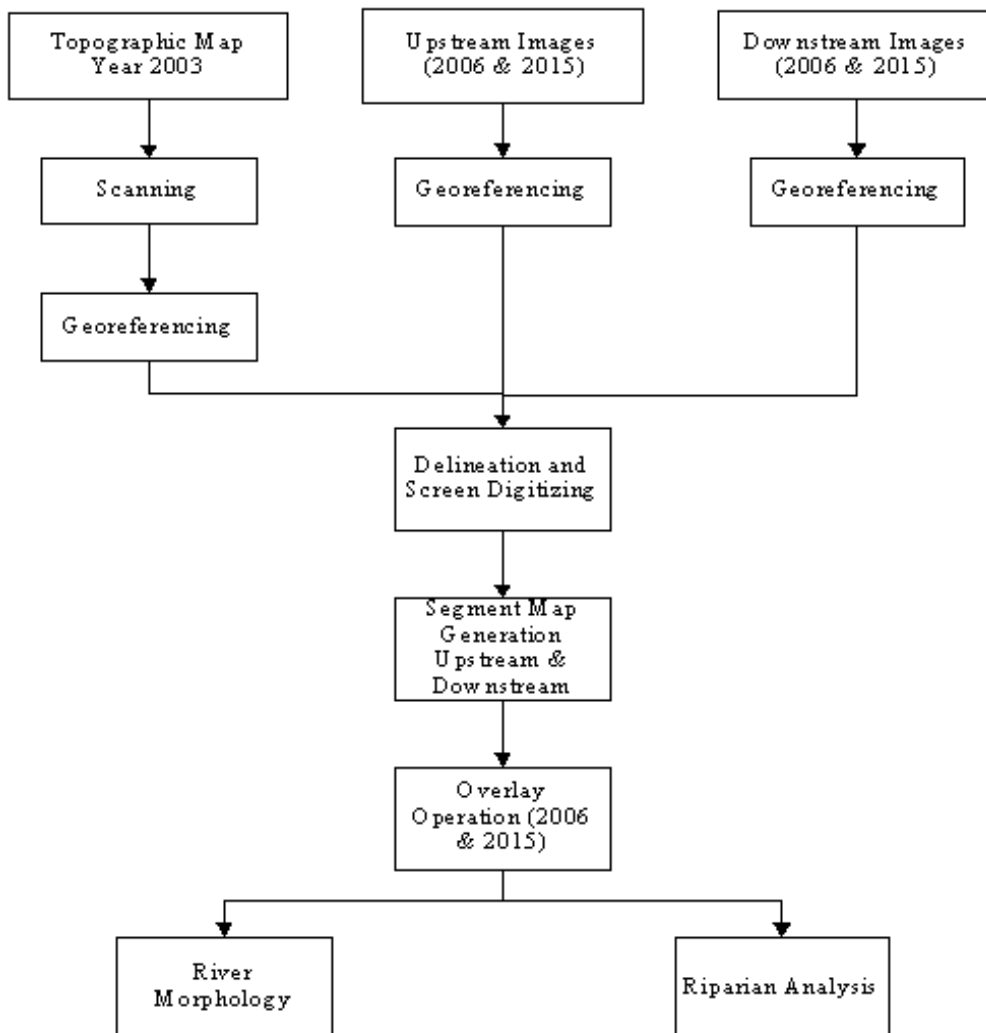 Topographic Map
Year 2003
Upstream Images
(2006 & 2015)
Downstream Images
(2006 & 2015)
Scanning
Georeferencing
Georeferencing
Georeferencing
Delineation and
Screen Digitizing
Segment Map
Generation
Upstream &
Downstream
Overlay
Operation (2006
& 2015)
River
Morphology
Riparian Analysis